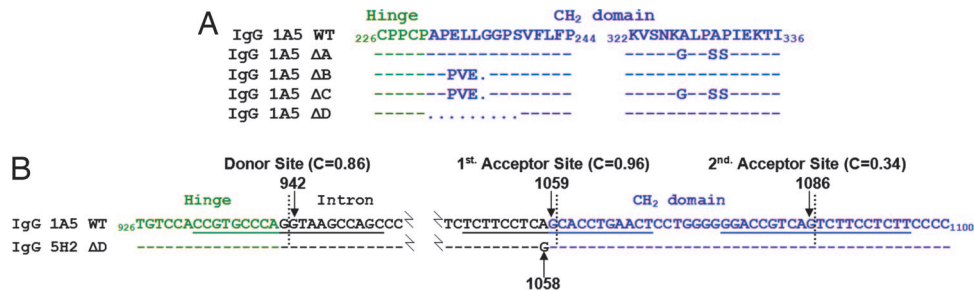 A
Hinge CH2 domain
IgG 1A5 WT 226CPPCPAPELLGGPSVFLFP244 322KVSNKALPAPIEKTI336
IgG 1A5 ΔA -------------------- -----G--SS-----
IgG 1A5 ΔB -------PVE.--------- ---------------
IgG 1A5 ΔC -------PVE.--------- -----G--SS-----
IgG 1A5 ΔD -----.........------ ---------------
B
Donor Site (C=0.86) 1st. Acceptor Site (C=0.96) 2nd. Acceptor Site (C=0.34)
942 1059 1086
Hinge Intron CH2 domain
IgG 1A5 WT 926TGTCCACCGTGCCCAGGTAAGCCAGCCC TCTCTTCCTCAGCACCTGAACTCCTGGGGGGACCGTCAGTCTTCCTCTTCCCC1100
IgG 5H2 ΔD G
1058